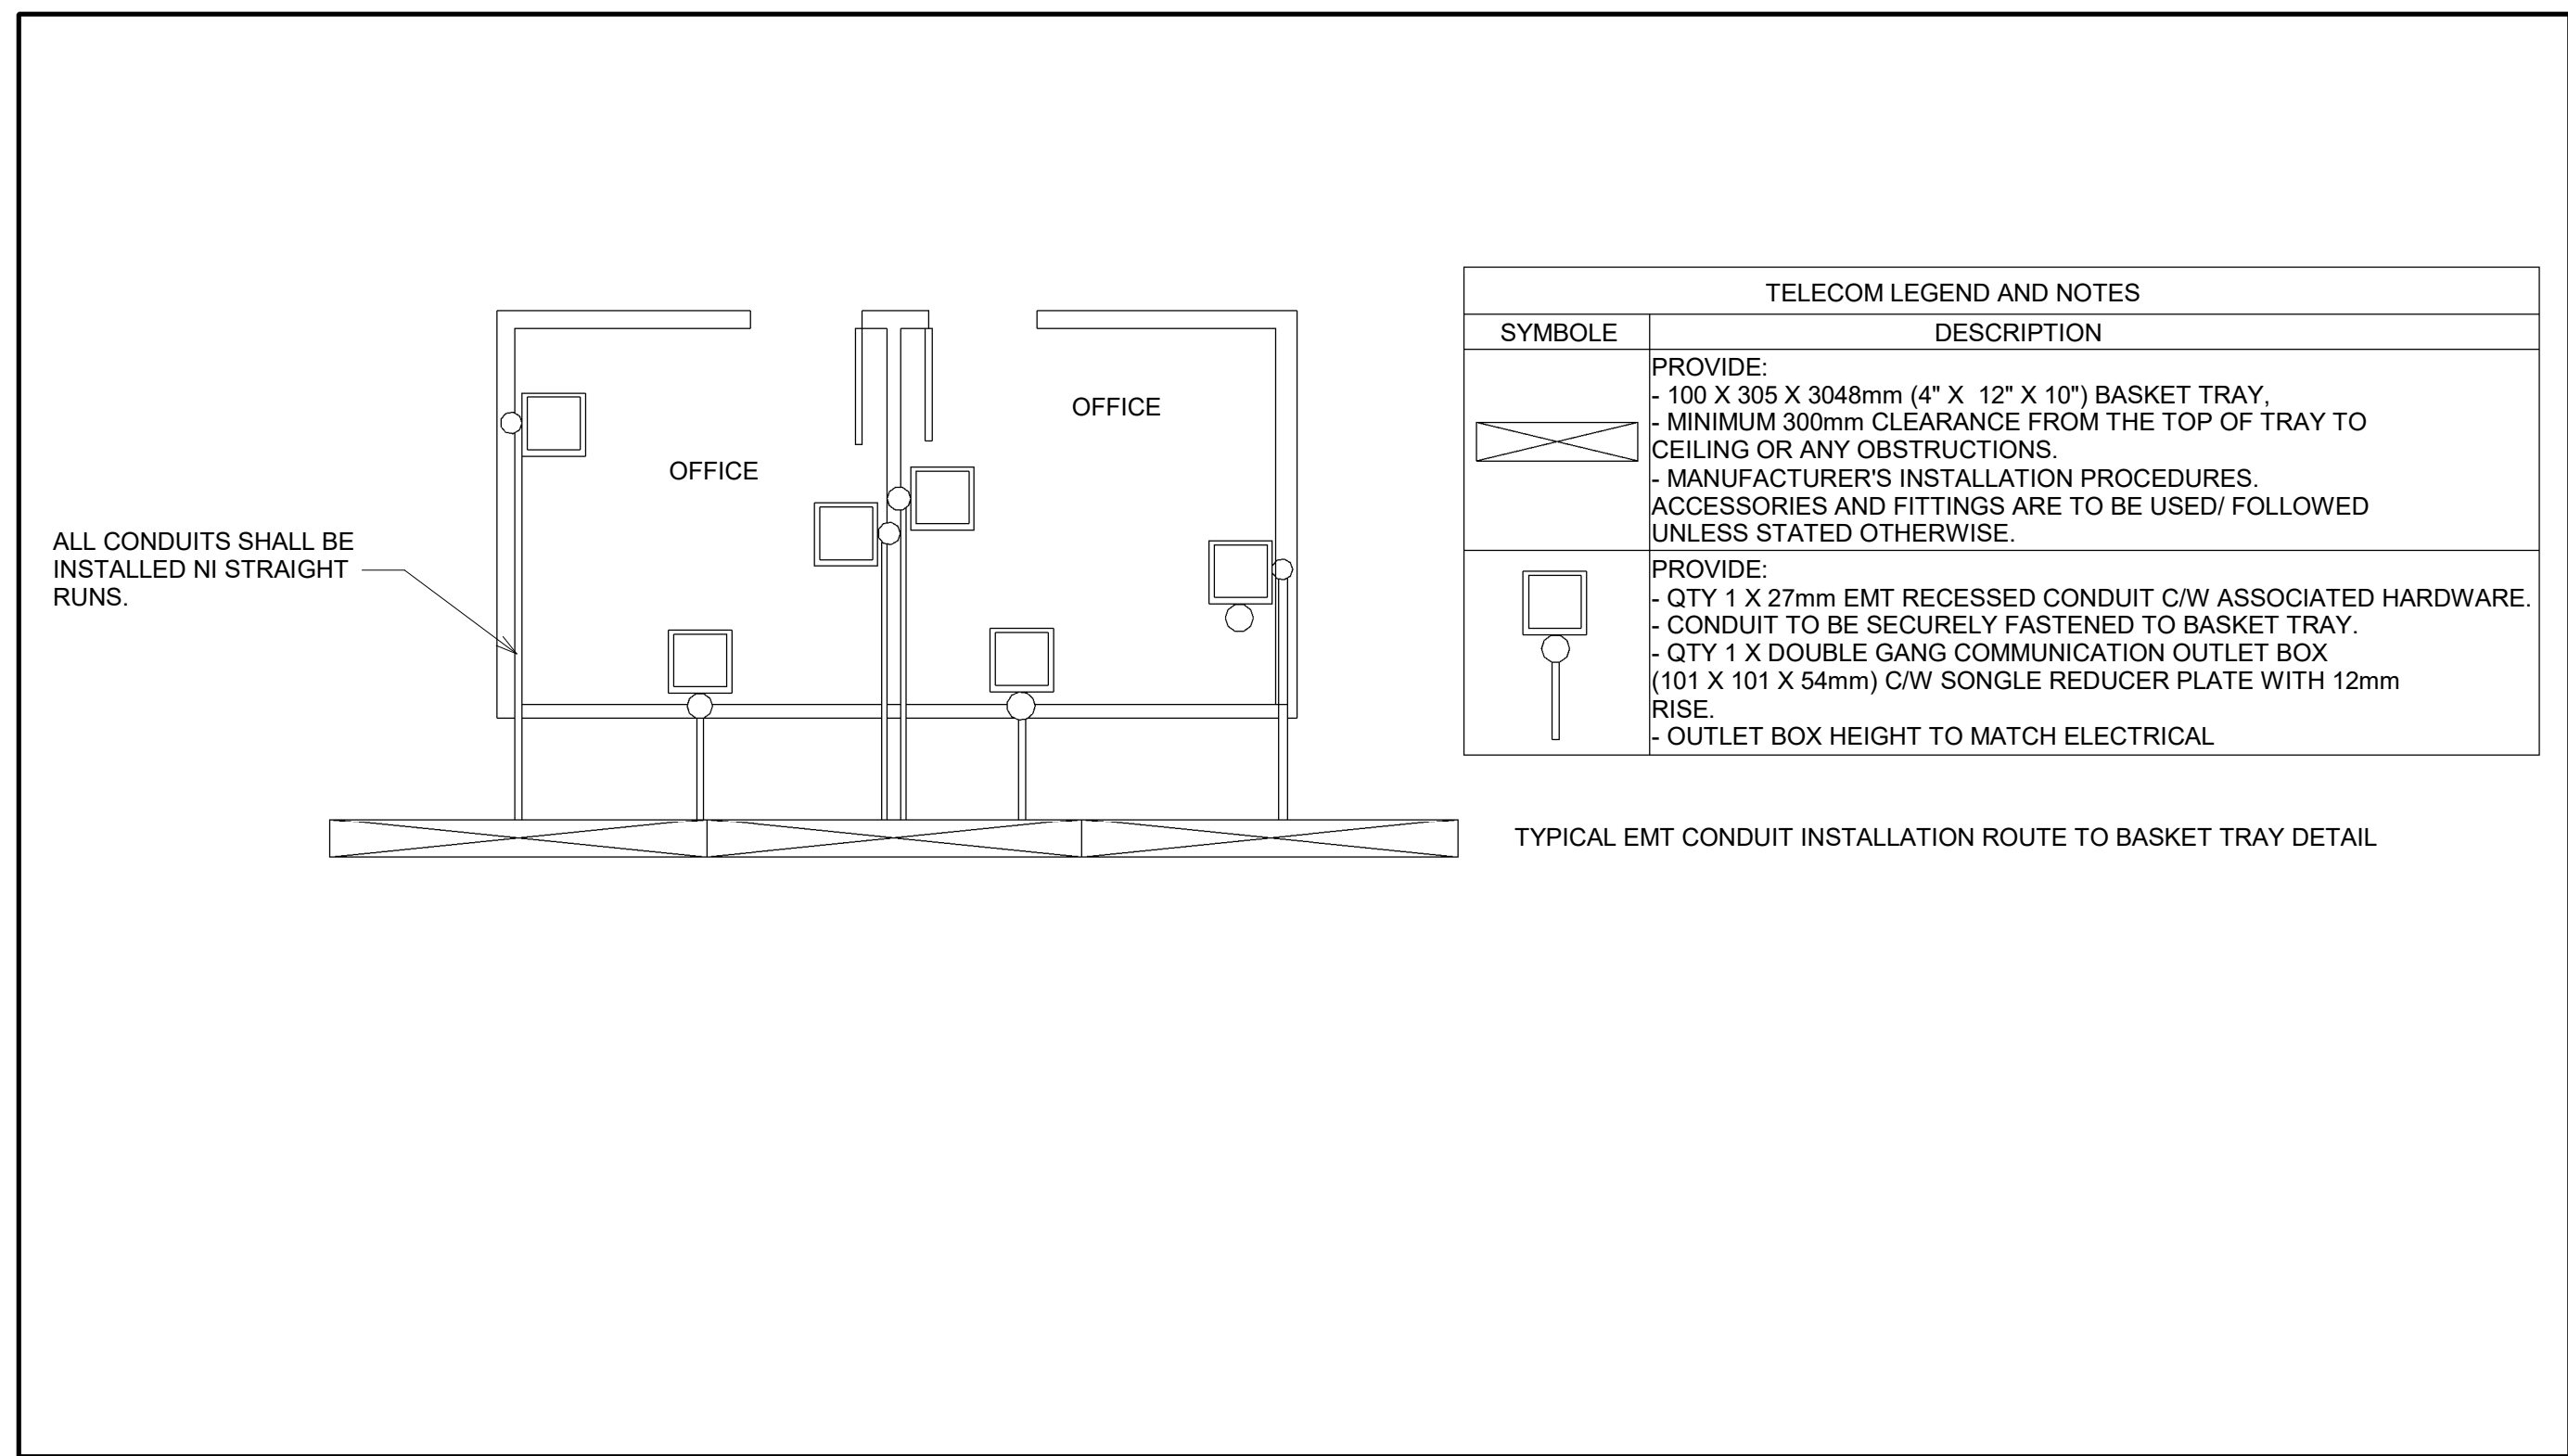 TELECOM LEGEND AND NOTES
SYMBOLE DESCRIPTION
PROVIDE:
- 100 X 305 X 3048mm (4" X 12" X 10") BASKET TRAY,
- MINIMUM 300mm CLEARANCE FROM THE TOP OF TRAY TO
CEILING OR ANY OBSTRUCTIONS.
- MANUFACTURER'S INSTALLATION PROCEDURES.
ACCESSORIES AND FITTINGS ARE TO BE USED/ FOLLOWED
UNLESS STATED OTHERWISE.
PROVIDE:
- QTY 1 X 27mm EMT RECESSED CONDUIT C/W ASSOCIATED HARDWARE.
- CONDUIT TO BE SECURELY FASTENED TO BASKET TRAY.
- QTY 1 X DOUBLE GANG COMMUNICATION OUTLET BOX
(101 X 101 X 54mm) C/W SONGLE REDUCER PLATE WITH 12mm
RISE.
- OUTLET BOX HEIGHT TO MATCH ELECTRICAL
OFFICE
OFFICE
ALL CONDUITS SHALL BE
INSTALLED NI STRAIGHT
RUNS.
TYPICAL EMT CONDUIT INSTALLATION ROUTE TO BASKET TRAY DETAIL